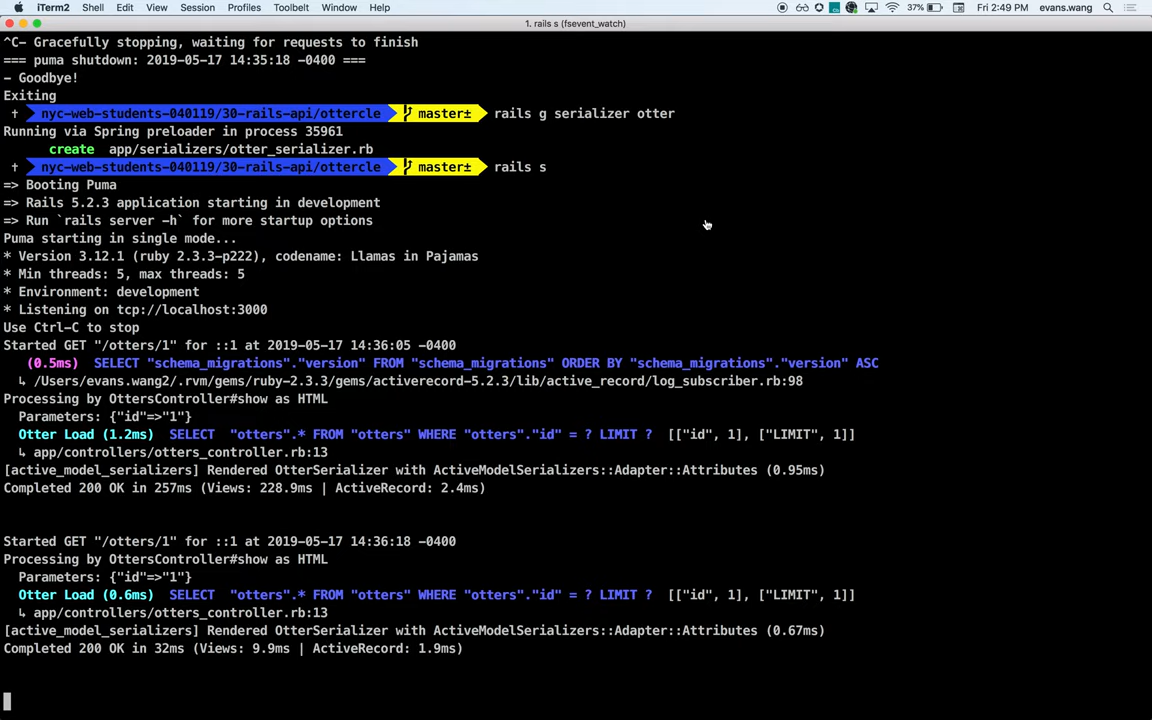 iTerm2 Shell Edit View Session Profiles Toolbelt Window Help 37% Fri 2:49 PM evans.wang
1. rails s (fsevent_watch)
^C- Gracefully stopping, waiting for requests to finish
=== puma shutdown: 2019-05-17 14:35:18 -0400 ===
- Goodbye!
Exiting
† nyc-web-students-040119/30-rails-api/ottercle master± rails g serializer otter
Running via Spring preloader in process 35961
create app/serializers/otter_serializer.rb
† nyc-web-students-040119/30-rails-api/ottercle master± rails s
=> Booting Puma
=> Rails 5.2.3 application starting in development
=> Run `rails server -h` for more startup options
Puma starting in single mode...
* Version 3.12.1 (ruby 2.3.3-p222), codename: Llamas in Pajamas
* Min threads: 5, max threads: 5
* Environment: development
* Listening on tcp://localhost:3000
Use Ctrl-C to stop
Started GET "/otters/1" for ::1 at 2019-05-17 14:36:05 -0400
(0.5ms) SELECT "schema_migrations"."version" FROM "schema_migrations" ORDER BY "schema_migrations"."version" ASC
↳ /Users/evans.wang2/.rvm/gems/ruby-2.3.3/gems/activerecord-5.2.3/lib/active_record/log_subscriber.rb:98
Processing by OttersController#show as HTML
Parameters: {"id"=>"1"}
Otter Load (1.2ms) SELECT "otters".* FROM "otters" WHERE "otters"."id" = ? LIMIT ? [["id", 1], ["LIMIT", 1]]
↳ app/controllers/otters_controller.rb:13
[active_model_serializers] Rendered OtterSerializer with ActiveModelSerializers::Adapter::Attributes (0.95ms)
Completed 200 OK in 257ms (Views: 228.9ms | ActiveRecord: 2.4ms)
Started GET "/otters/1" for ::1 at 2019-05-17 14:36:18 -0400
Processing by OttersController#show as HTML
Parameters: {"id"=>"1"}
Otter Load (0.6ms) SELECT "otters".* FROM "otters" WHERE "otters"."id" = ? LIMIT ? [["id", 1], ["LIMIT", 1]]
↳ app/controllers/otters_controller.rb:13
[active_model_serializers] Rendered OtterSerializer with ActiveModelSerializers::Adapter::Attributes (0.67ms)
Completed 200 OK in 32ms (Views: 9.9ms | ActiveRecord: 1.9ms)